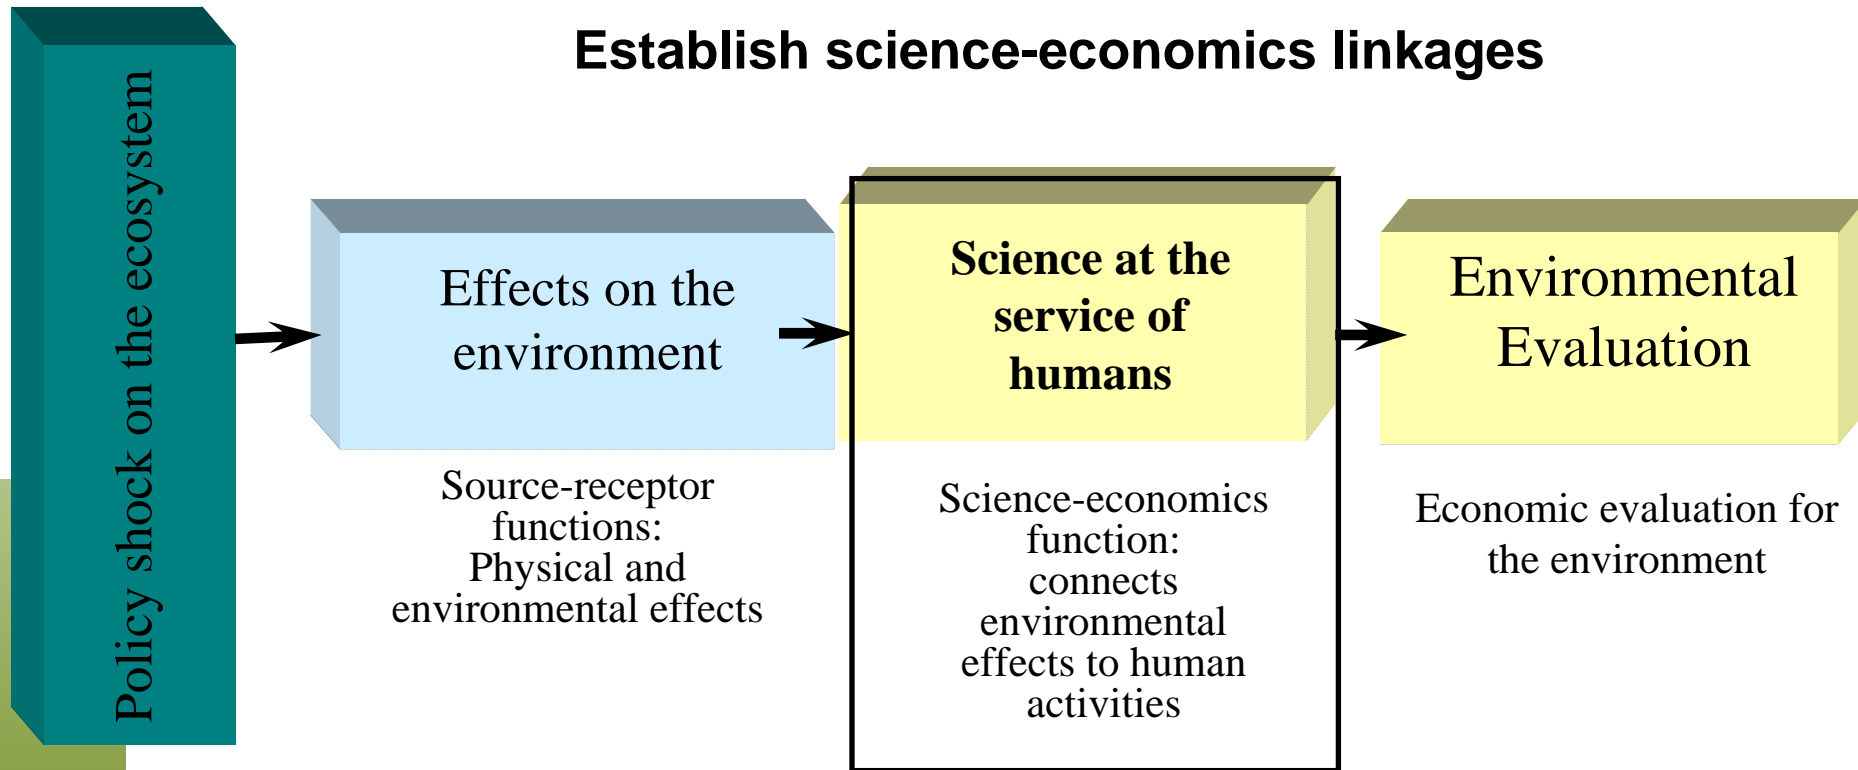 Establish science-economics linkages
Policy shock on the ecosystem
Effects on the
environment
Source-receptor
functions:
Physical and
environmental effects
Science at the
service of
humans
Science-economics
function:
connects
environmental
effects to human
activities
Environmental
Evaluation
Economic evaluation for
the environment